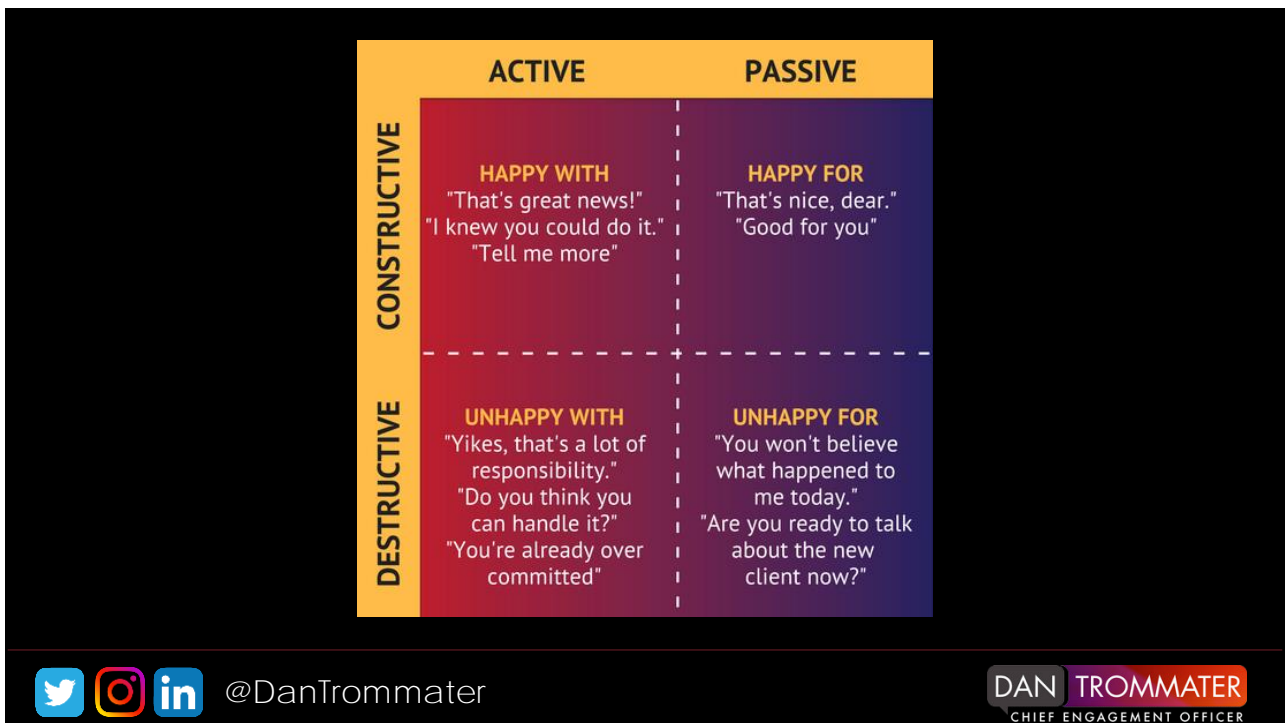 ACTIVE
PASSIVE
CONSTRUCTIVE
HAPPY WITH
"That's great news!"
"I knew you could do it."
"Tell me more"
HAPPY FOR
"That's nice, dear."
"Good for you"
DESTRUCTIVE
UNHAPPY WITH
"Yikes, that's a lot of
responsibility."
"Do you think you
can handle it?"
"You're already over
committed"
UNHAPPY FOR
"You won't believe
what happened to
me today."
"Are you ready to talk
about the new
client now?"
in
@DanTrommater
DAN TROMMATER
CHIEF ENGAGEMENT OFFICER